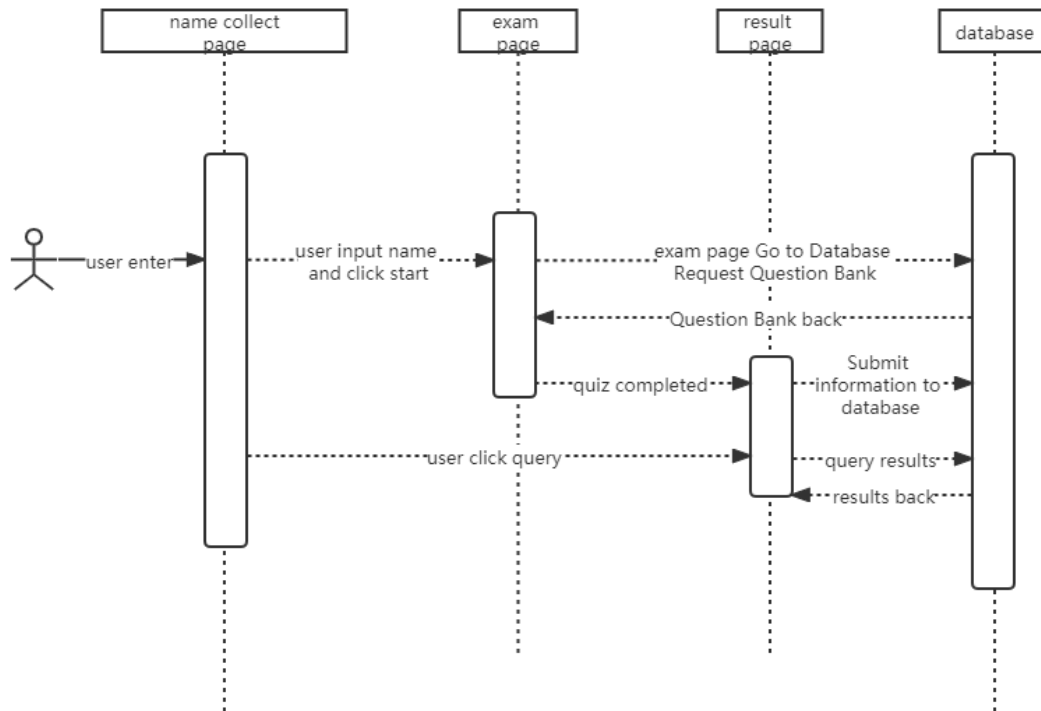 name collect
page
exam
page
result
page
database
user enter
user input name
and click start
exam page Go to Database
Request Question Bank
Question Bank back
quiz completed
Submit
information to
database
user click query
query results
results back